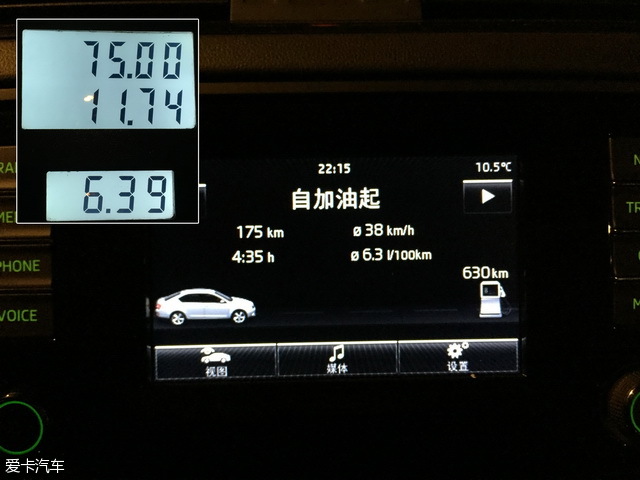 75.00
11.74
6.39
22:15
10.5℃
自加油起
175 km
ø 38 km/h
4:35 h
ø 6.3 l/100km
630km
视图
媒体
设置
PHONE
VOICE
爱卡汽车